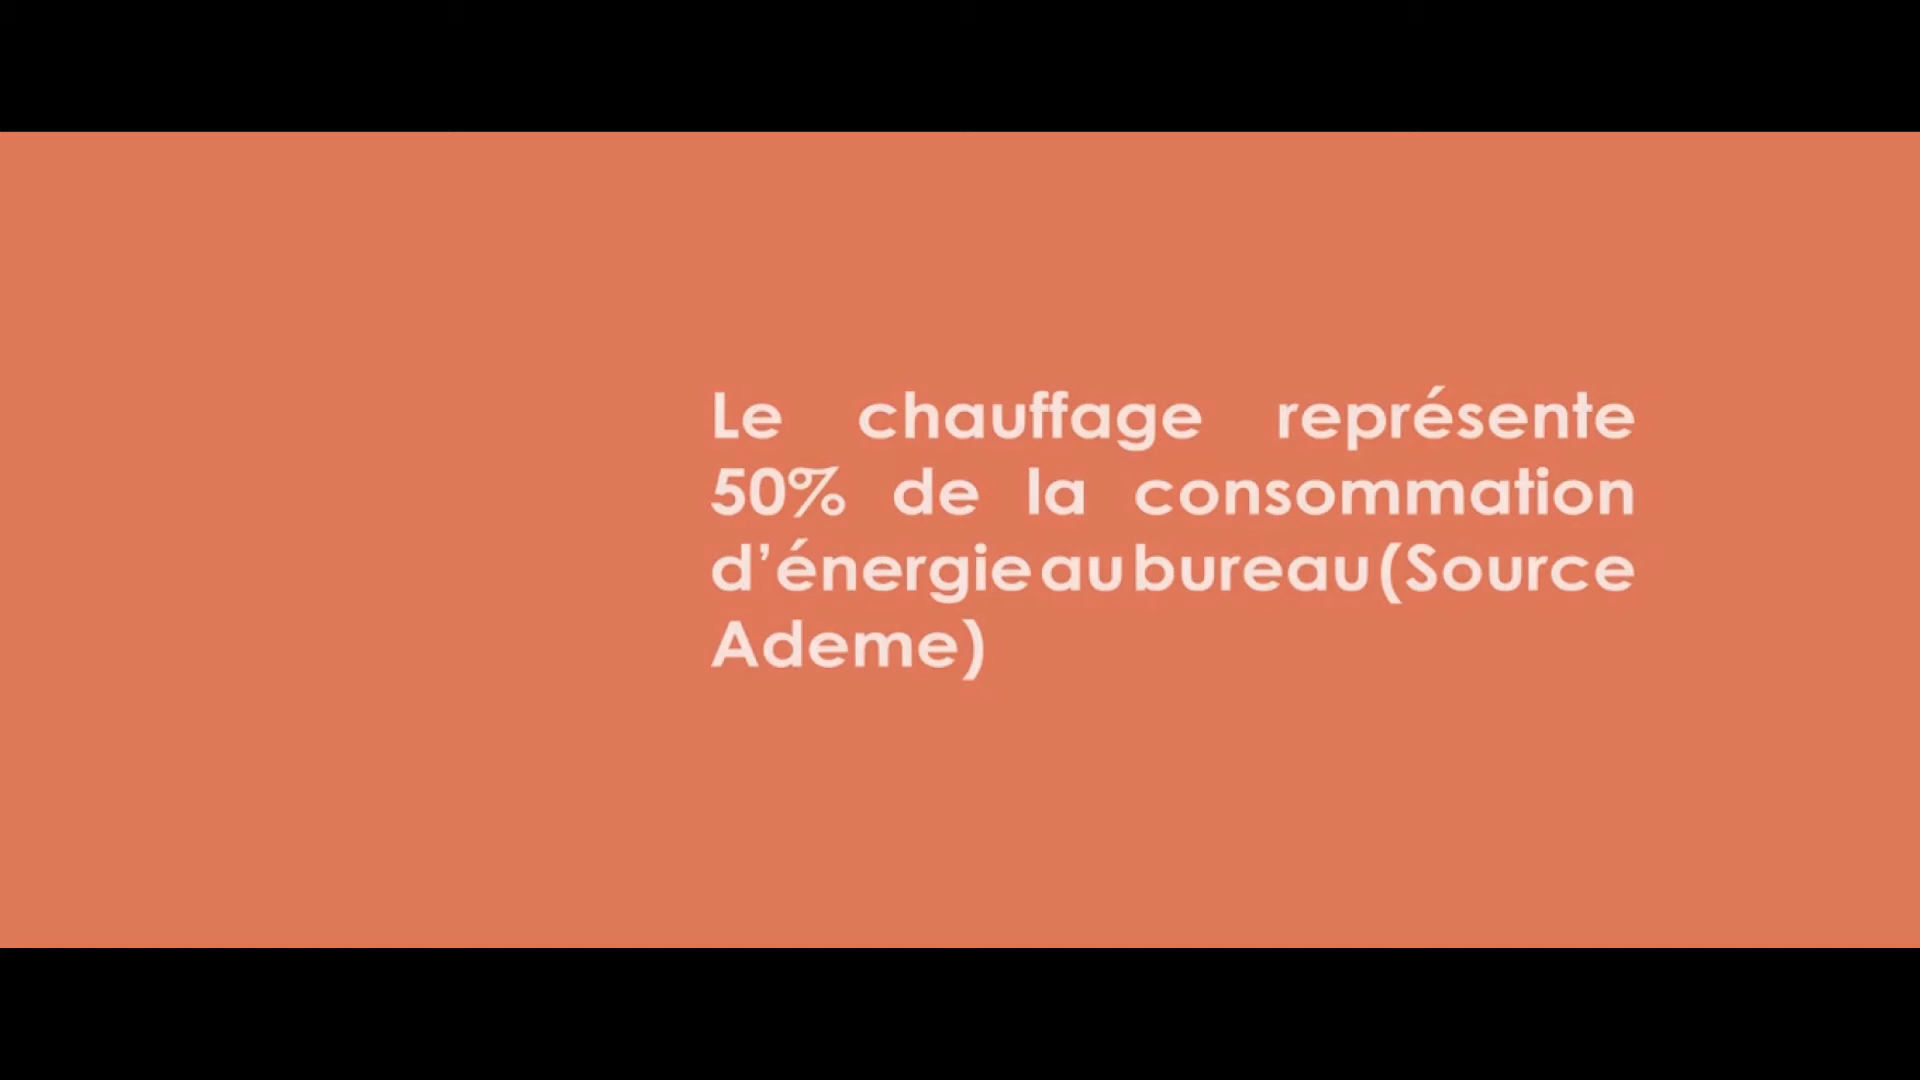 Le chauffage représente
50% de la consommation
d’énergie au bureau (Source
Ademe)